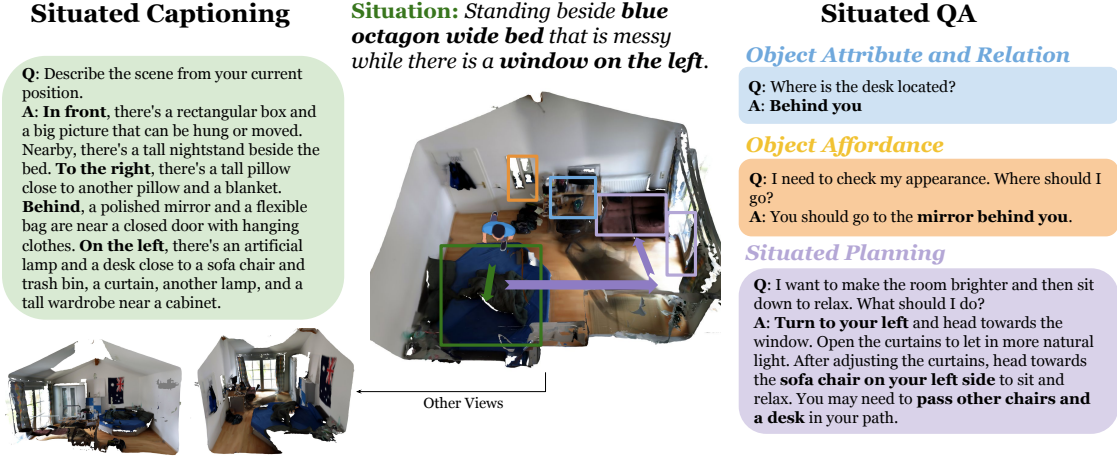 Situated Captioning
Q: Describe the scene from your current
position.
A: In front, there's a rectangular box and
a big picture that can be hung or moved.
Nearby, there's a tall nightstand beside the
bed. To the right, there's a tall pillow
close to another pillow and a blanket.
Behind, a polished mirror and a flexible
bag are near a closed door with hanging
clothes. On the left, there's an artificial
lamp and a desk close to a sofa chair and
trash bin, a curtain, another lamp, and a
tall wardrobe near a cabinet.
Situation: Standing beside blue
octagon wide bed that is messy
while there is a window on the left.
Other Views
Situated QA
Object Attribute and Relation
Q: Where is the desk located?
A: Behind you
Object Affordance
Q: I need to check my appearance. Where should I
go?
A: You should go to the mirror behind you.
Situated Planning
Q: I want to make the room brighter and then sit
down to relax. What should I do?
A: Turn to your left and head towards the
window. Open the curtains to let in more natural
light. After adjusting the curtains, head towards
the sofa chair on your left side to sit and
relax. You may need to pass other chairs and
a desk in your path.